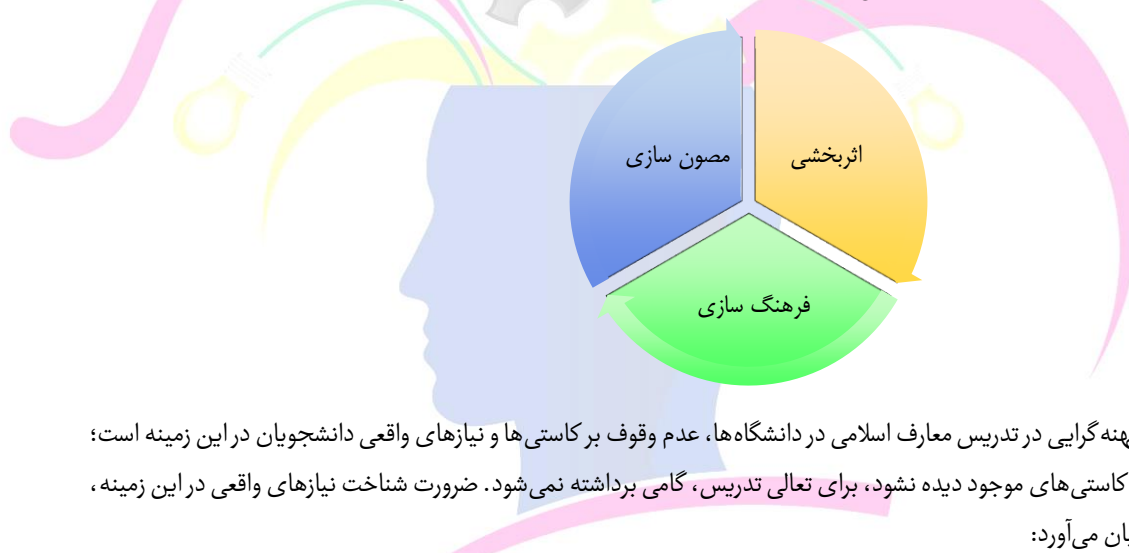 اثربخشی
مصون سازی
فرهنگ سازی
گرایی در تدریس معارف اسلامی در دانشگاه‌ها، عدم وقوف بر کاستی‌ها و نیازهای واقعی دانشجویان در این زمینه است؛
کاستی‌های موجود دیده نشود، برای تعالی تدریس، گامی برداشته نمی‌شود. ضرورت شناخت نیازهای واقعی در این زمینه،
می‌آورد: